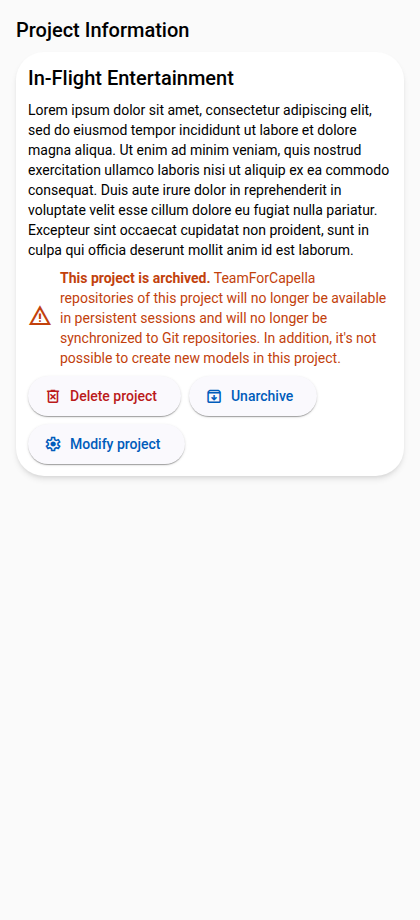 Project Information
In-Flight Entertainment
Lorem ipsum dolor sit amet, consectetur adipiscing elit,
sed do eiusmod tempor incididunt ut labore et dolore
magna aliqua. Ut enim ad minim veniam, quis nostrud
exercitation ullamco laboris nisi ut aliquip ex ea commodo
consequat. Duis aute irure dolor in reprehenderit in
voluptate velit esse cillum dolore eu fugiat nulla pariatur.
Excepteur sint occaecat cupidatat non proident, sunt in
culpa qui officia deserunt mollit anim id est laborum.
This project is archived. TeamForCapella
repositories of this project will no longer be available
in persistent sessions and will no longer be
synchronized to Git repositories. In addition, it's not
possible to create new models in this project.
Delete project
Unarchive
Modify project